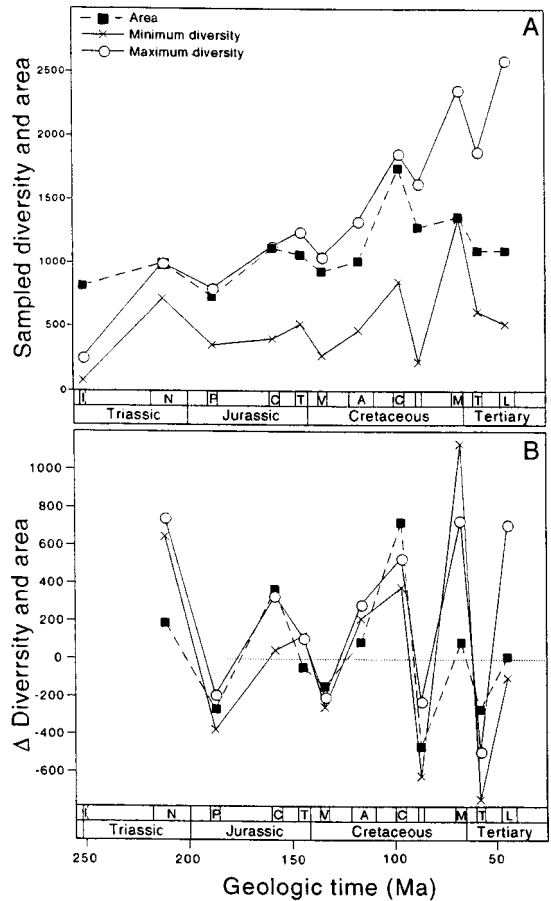 A
Area
Minimum diversity
Maximum diversity
Sampled diversity and area
2500
2000
1500
1000
500
0
I N P C T V A C I M T L
Triassic Jurassic Cretaceous Tertiary
B
Δ Diverrsity and area
1000
800
600
400
200
0
-200
-400
-600
I N P C T V A C I M T L
Triassic Jurassic Cretaceous Tertiary
250 200 150 100 50
Geologic time (Ma)